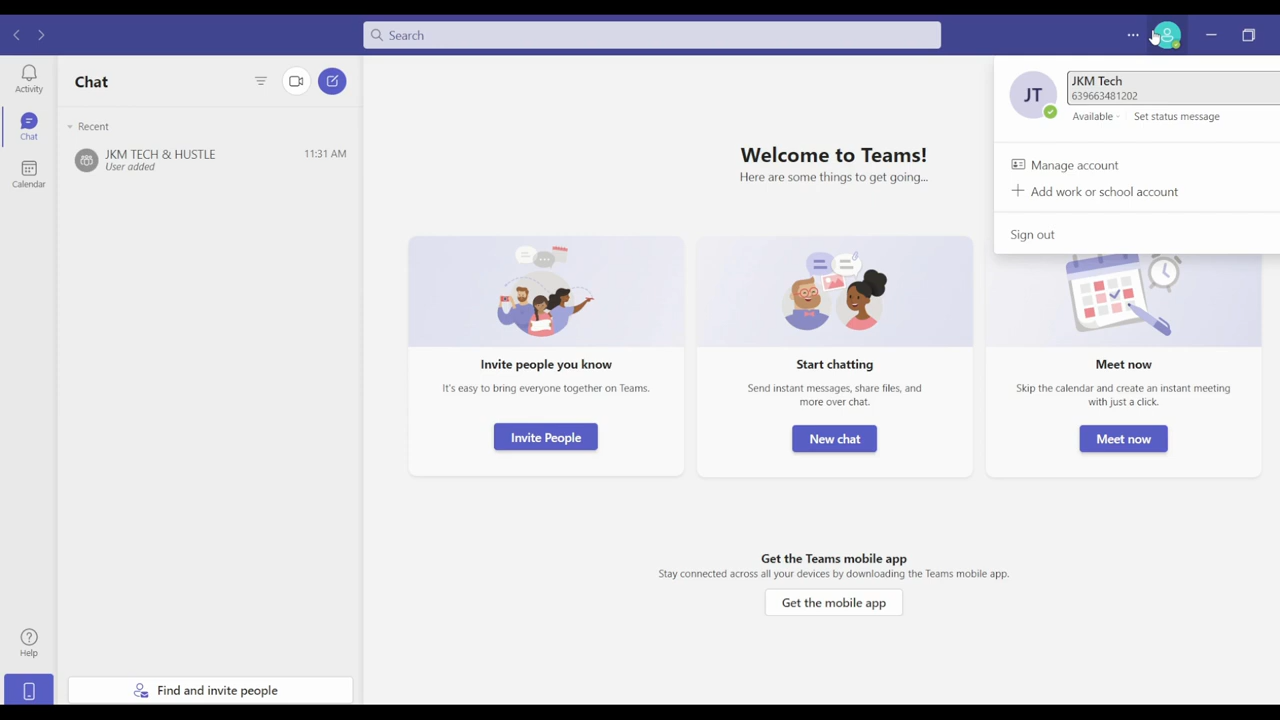 Search
Activity
Chat
Calendar
Help
Chat
Recent
JKM TECH & HUSTLE
11:31 AM
User added
Find and invite people
Welcome to Teams!
Here are some things to get going...
Invite people you know
It's easy to bring everyone together on Teams.
Invite People
Start chatting
Send instant messages, share files, and
more over chat.
New chat
Meet now
Skip the calendar and create an instant meeting
with just a click.
Meet now
Get the Teams mobile app
Stay connected across all your devices by downloading the Teams mobile app.
Get the mobile app
JT
JKM Tech
639663481202
Available
Set status message
Manage account
Add work or school account
Sign out